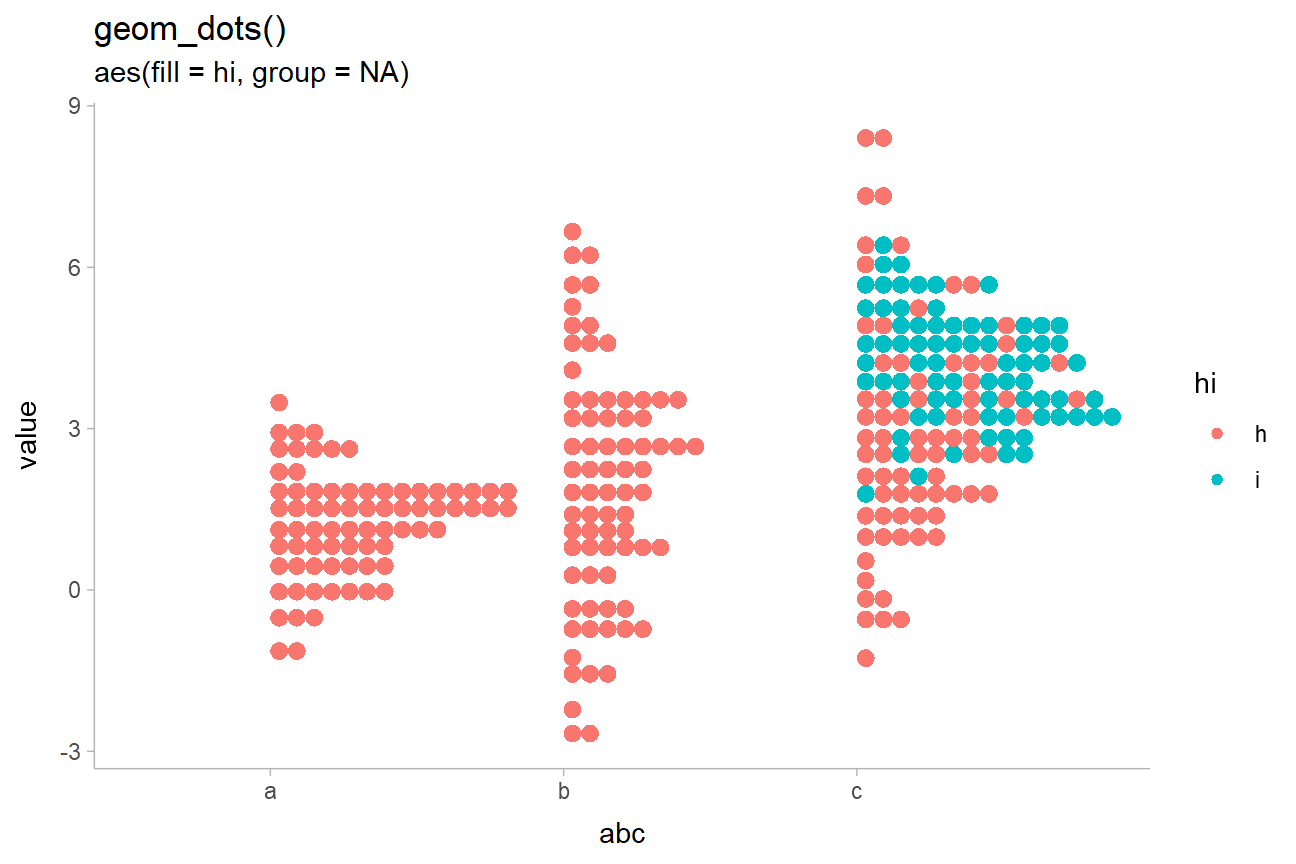 geom_dots()
aes(fill = hi, group = NA)
9
6
3
0
-3
value
a
b
c
abc
hi
h
i